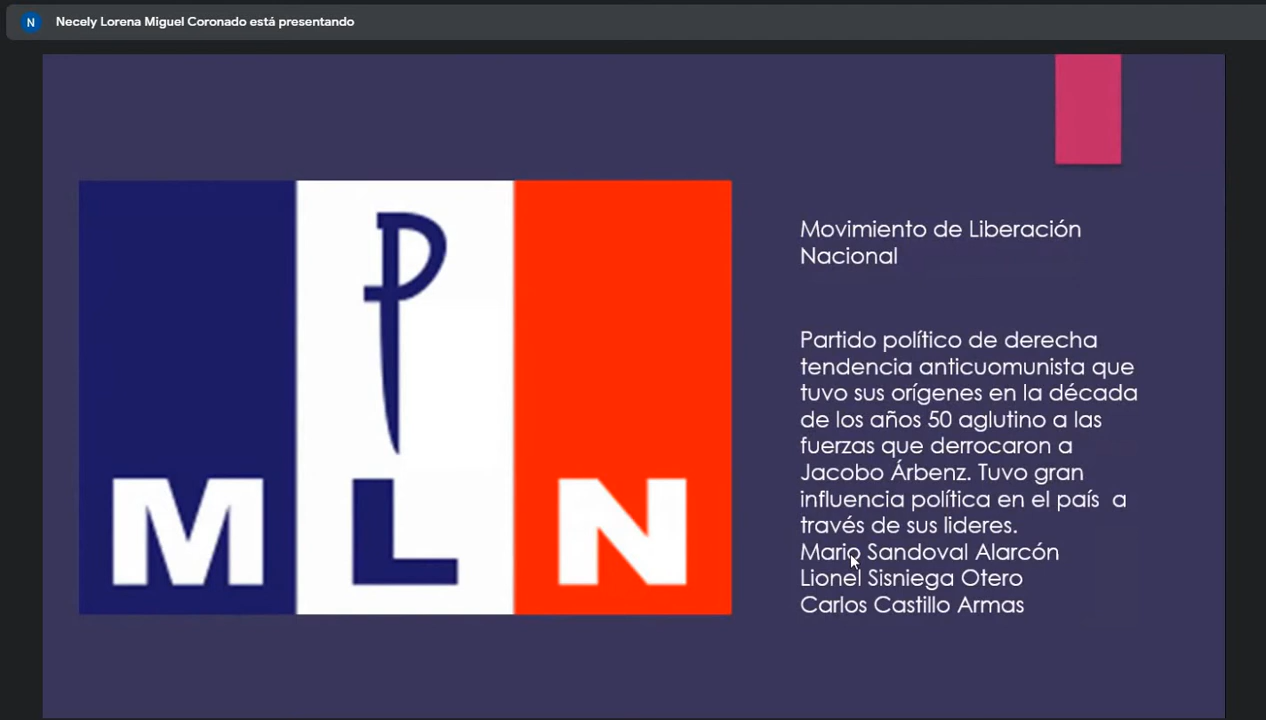 N Necely Lorena Miguel Coronado está presentando
Movimiento de Liberación
Nacional
Partido político de derecha
tendencia anticuomunista que
tuvo sus orígenes en la década
de los años 50 aglutino a las
fuerzas que derrocaron a
Jacobo Árbenz. Tuvo gran
influencia política en el país a
través de sus lideres.
Mario Sandoval Alarcón
Lionel Sisniega Otero
Carlos Castillo Armas
M L N